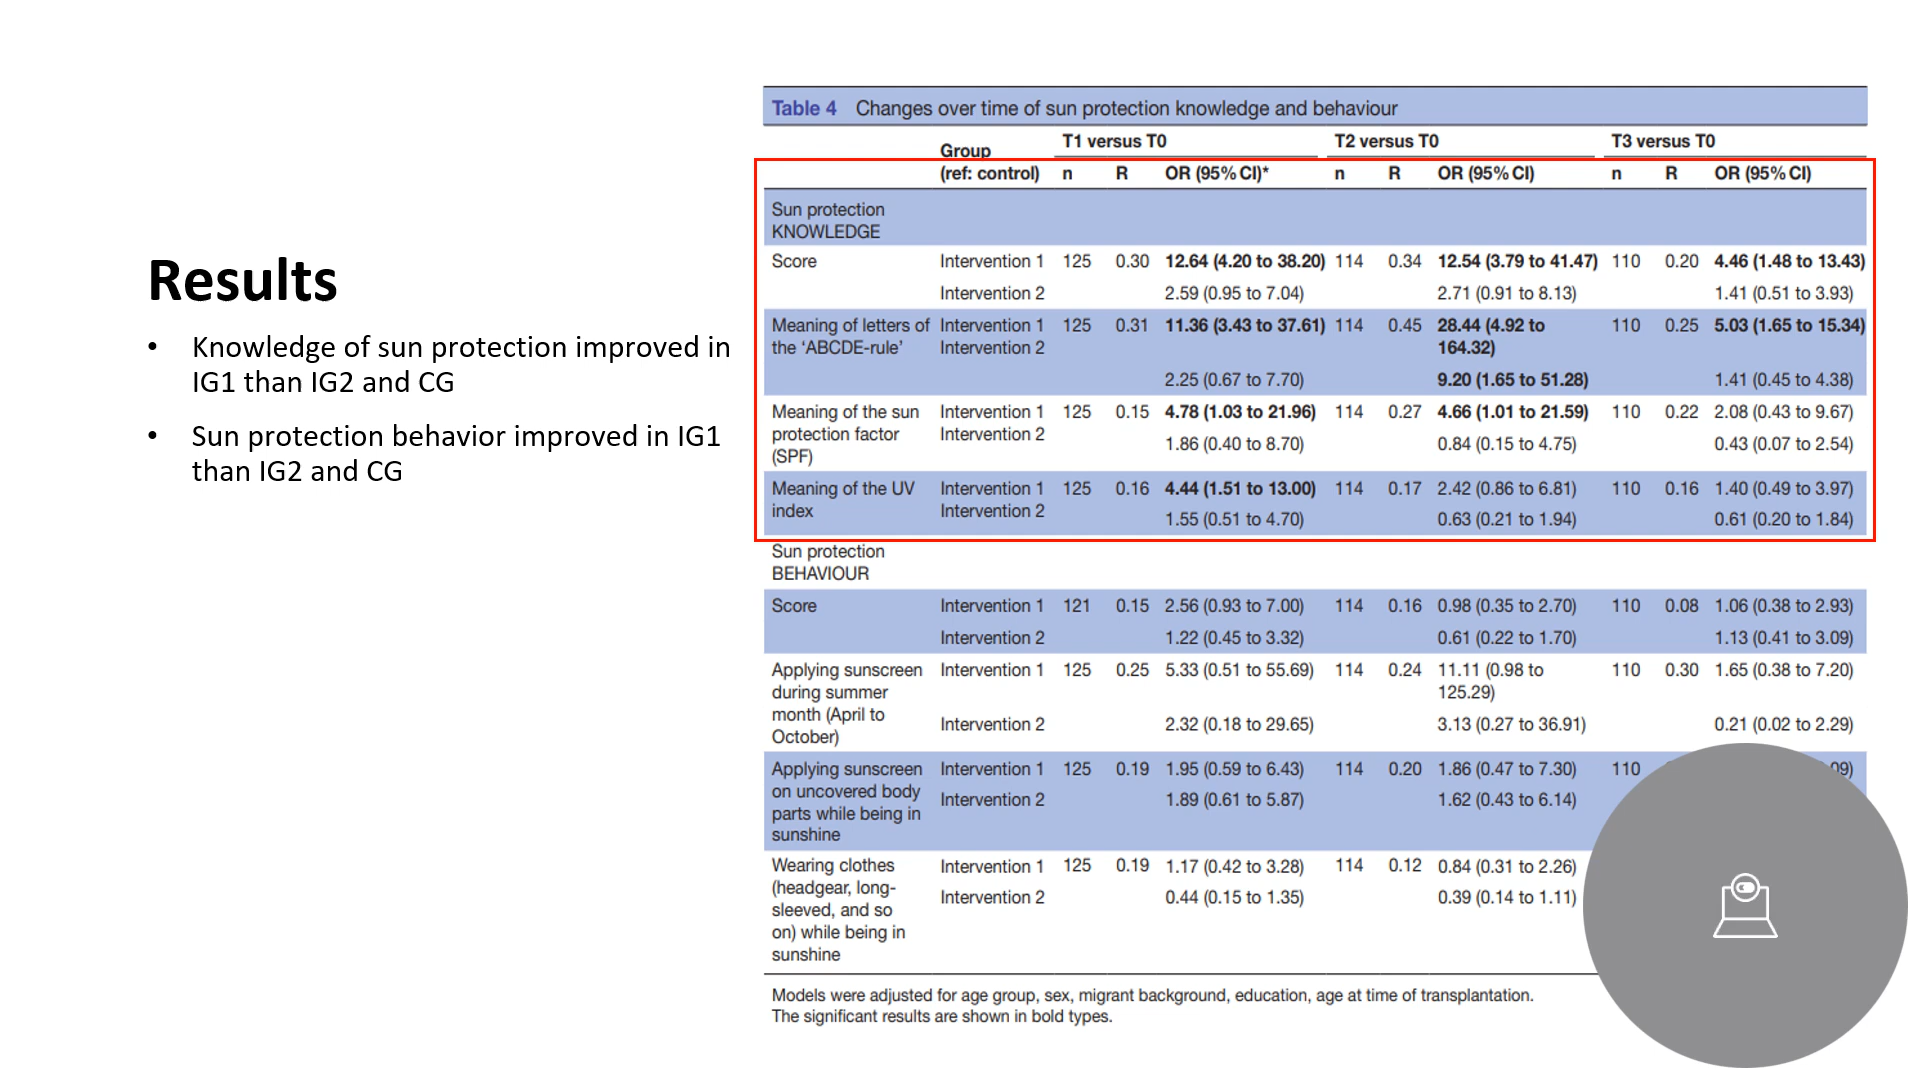 Results
• Knowledge of sun protection improved in
IG1 than IG2 and CG
• Sun protection behavior improved in IG1
than IG2 and CG
Table 4 Changes over time of sun protection knowledge and behaviour
Group
(ref: control)
T1 versus T0 T2 versus T0 T3 versus T0
n R OR (95% CI)* n R OR (95% CI) n R OR (95% CI)
Sun protection
KNOWLEDGE
Score Intervention 1 125 0.30 12.64 (4.20 to 38.20) 114 0.34 12.54 (3.79 to 41.47) 110 0.20 4.46 (1.48 to 13.43)
Intervention 2 2.59 (0.95 to 7.04) 2.71 (0.91 to 8.13) 1.41 (0.51 to 3.93)
Meaning of letters of Intervention 1 125 0.31 11.36 (3.43 to 37.61) 114 0.45 28.44 (4.92 to 110 0.25 5.03 (1.65 to 15.34)
the ‘ABCDE-rule’ Intervention 2 164.32)
2.25 (0.67 to 7.70) 9.20 (1.65 to 51.28) 1.41 (0.45 to 4.38)
Meaning of the sun Intervention 1 125 0.15 4.78 (1.03 to 21.96) 114 0.27 4.66 (1.01 to 21.59) 110 0.22 2.08 (0.43 to 9.67)
protection factor Intervention 2 1.86 (0.40 to 8.70) 0.84 (0.15 to 4.75) 0.43 (0.07 to 2.54)
(SPF)
Meaning of the UV Intervention 1 125 0.16 4.44 (1.51 to 13.00) 114 0.17 2.42 (0.86 to 6.81) 110 0.16 1.40 (0.49 to 3.97)
index Intervention 2 1.55 (0.51 to 4.70) 0.63 (0.21 to 1.94) 0.61 (0.20 to 1.84)
Sun protection
BEHAVIOUR
Score Intervention 1 121 0.15 2.56 (0.93 to 7.00) 114 0.16 0.98 (0.35 to 2.70) 110 0.08 1.06 (0.38 to 2.93)
Intervention 2 1.22 (0.45 to 3.32) 0.61 (0.22 to 1.70) 1.13 (0.41 to 3.09)
Applying sunscreen Intervention 1 125 0.25 5.33 (0.51 to 55.69) 114 0.24 11.11 (0.98 to 110 0.30 1.65 (0.38 to 7.20)
during summer 125.29)
month (April to Intervention 2 2.32 (0.18 to 29.65) 3.13 (0.27 to 36.91) 0.21 (0.02 to 2.29)
October)
Applying sunscreen Intervention 1 125 0.19 1.95 (0.59 to 6.43) 114 0.20 1.86 (0.47 to 7.30) 110
on uncovered body Intervention 2 1.89 (0.61 to 5.87) 1.62 (0.43 to 6.14)
parts while being in
sunshine
Wearing clothes Intervention 1 125 0.19 1.17 (0.42 to 3.28) 114 0.12 0.84 (0.31 to 2.26)
(headgear, long- Intervention 2 0.44 (0.15 to 1.35) 0.39 (0.14 to 1.11)
sleeved, and so
on) while being in
sunshine
Models were adjusted for age group, sex, migrant background, education, age at time of transplantation.
The significant results are shown in bold types.